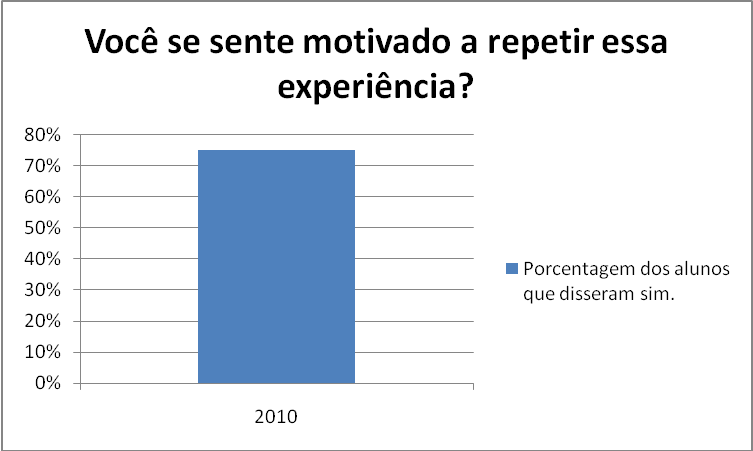 Você se sente motivado a repetir essa
experiência?
80%
70%
60%
50%
40%
30%
20%
10%
0%
2010
Porcentagem dos alunos
que disseram sim.